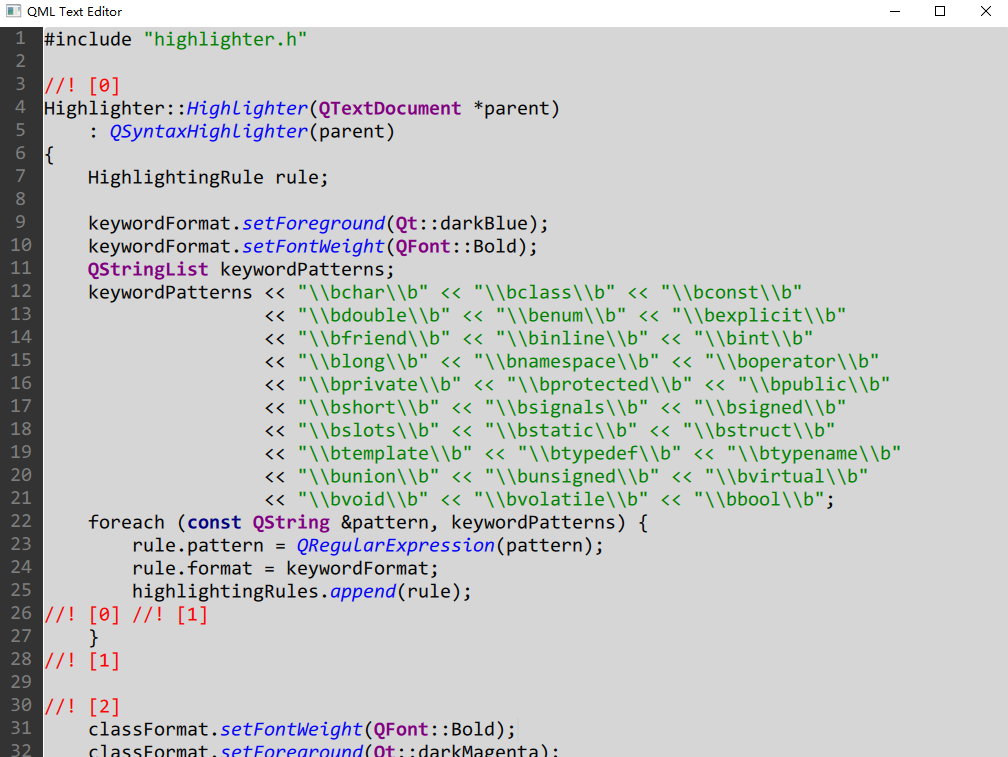 QML Text Editor
1 #include "highlighter.h"
2
3 //! [0]
4 Highlighter::Highlighter(QTextDocument *parent)
5     : QSyntaxHighlighter(parent)
6 {
7     HighlightingRule rule;
8
9     keywordFormat.setForeground(Qt::darkBlue);
10     keywordFormat.setFontWeight(QFont::Bold);
11     QStringList keywordPatterns;
12     keywordPatterns << "\\bchar\\b" << "\\bclass\\b" << "\\bconst\\b"
13                     << "\\bdouble\\b" << "\\benum\\b" << "\\bexplicit\\b"
14                     << "\\bfriend\\b" << "\\binline\\b" << "\\bint\\b"
15                     << "\\blong\\b" << "\\bnamespace\\b" << "\\boperator\\b"
16                     << "\\bprivate\\b" << "\\bprotected\\b" << "\\bpublic\\b"
17                     << "\\bshort\\b" << "\\bsignals\\b" << "\\bsigned\\b"
18                     << "\\bslots\\b" << "\\bstatic\\b" << "\\bstruct\\b"
19                     << "\\btemplate\\b" << "\\btypedef\\b" << "\\btypename\\b"
20                     << "\\bunion\\b" << "\\bunsigned\\b" << "\\bvirtual\\b"
21                     << "\\bvoid\\b" << "\\bvolatile\\b" << "\\bbool\\b";
22     foreach (const QString &pattern, keywordPatterns) {
23         rule.pattern = QRegularExpression(pattern);
24         rule.format = keywordFormat;
25         highlightingRules.append(rule);
26 //! [0] //! [1]
27     }
28 //! [1]
29
30 //! [2]
31     classFormat.setFontWeight(QFont::Bold);
32     classFormat.setForeground(Qt::darkMagenta);